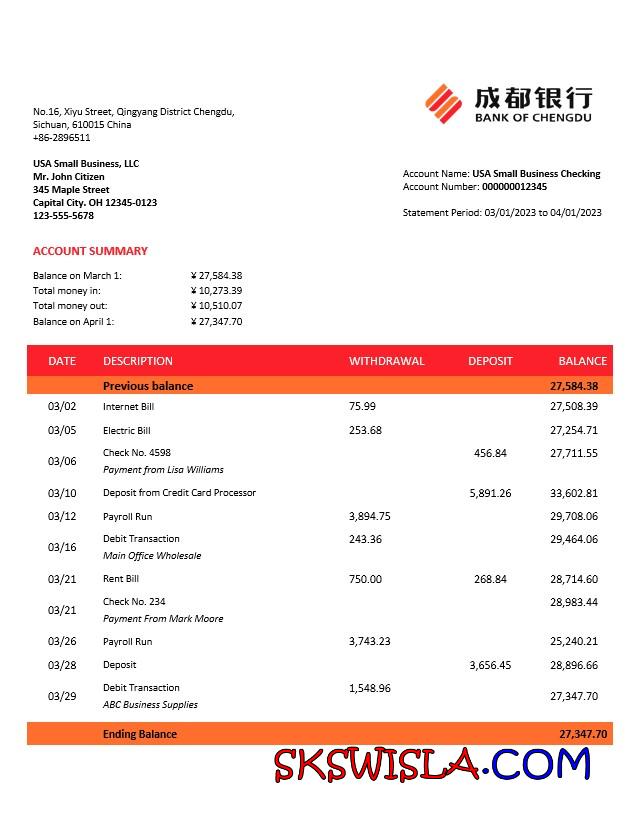 成都银行
BANK OF CHENGDU
No.16, Xiyu Street, Qingyang District Chengdu,
Sichuan, 610015 China
+86-2896511
USA Small Business, LLC
Mr. John Citizen
345 Maple Street
Capital City. OH 12345-0123
123-555-5678
Account Name: USA Small Business Checking
Account Number: 000000012345
Statement Period: 03/01/2023 to 04/01/2023
ACCOUNT SUMMARY
Balance on March 1: ¥ 27,584.38
Total money in: ¥ 10,273.39
Total money out: ¥ 10,510.07
Balance on April 1: ¥ 27,347.70
DATE DESCRIPTION WITHDRAWAL DEPOSIT BALANCE
Previous balance 27,584.38
03/02 Internet Bill 75.99 27,508.39
03/05 Electric Bill 253.68 27,254.71
03/06 Check No. 4598 456.84 27,711.55
Payment from Lisa Williams
03/10 Deposit from Credit Card Processor 5,891.26 33,602.81
03/12 Payroll Run 3,894.75 29,708.06
03/16 Debit Transaction 243.36 29,464.06
Main Office Wholesale
03/21 Rent Bill 750.00 268.84 28,714.60
03/21 Check No. 234 28,983.44
Payment From Mark Moore
03/26 Payroll Run 3,743.23 25,240.21
03/28 Deposit 3,656.45 28,896.66
03/29 Debit Transaction 1,548.96 27,347.70
ABC Business Supplies
Ending Balance 27,347.70
SKSWISLA.COM